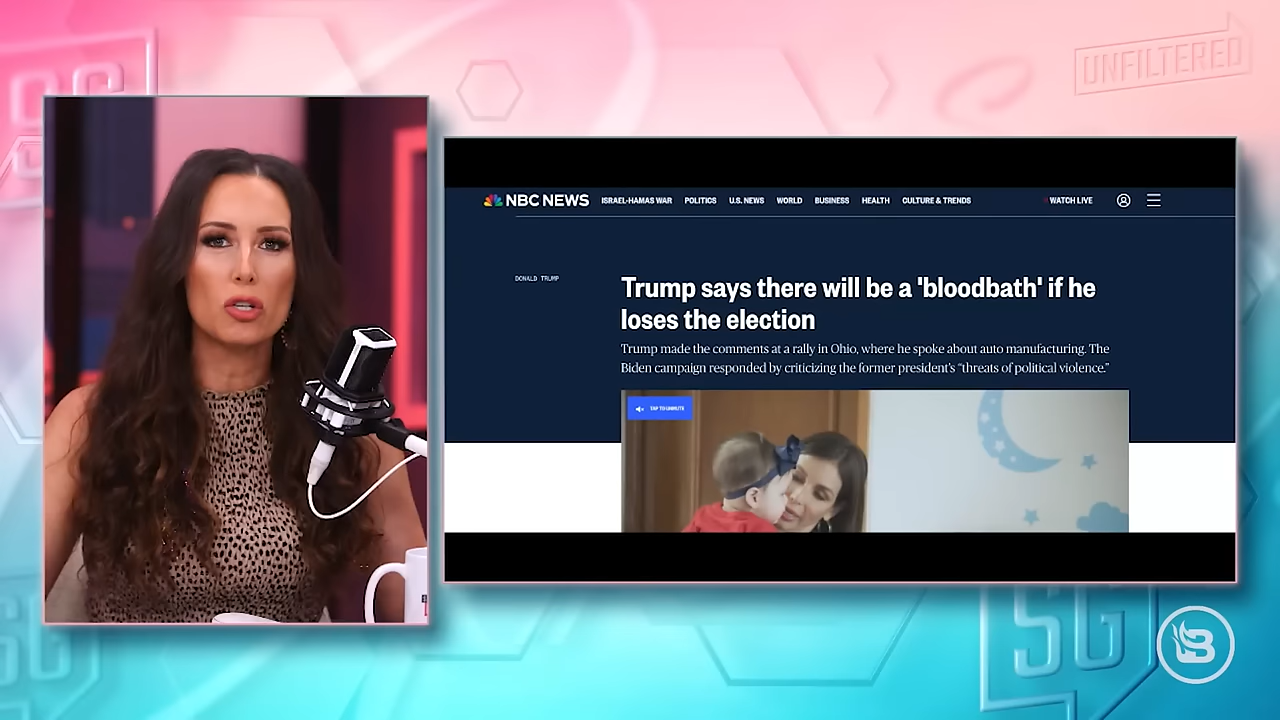 SG
UNFILTERED
NBC NEWS ISRAEL-HAMAS WAR POLITICS U.S. NEWS WORLD BUSINESS HEALTH CULTURE & TRENDS WATCH LIVE
DONALD TRUMP
Trump says there will be a 'bloodbath' if he
loses the election
Trump made the comments at a rally in Ohio, where he spoke about auto manufacturing. The
Biden campaign responded by criticizing the former president's “threats of political violence.”
TAP TO UNMUTE
SG
SG
B